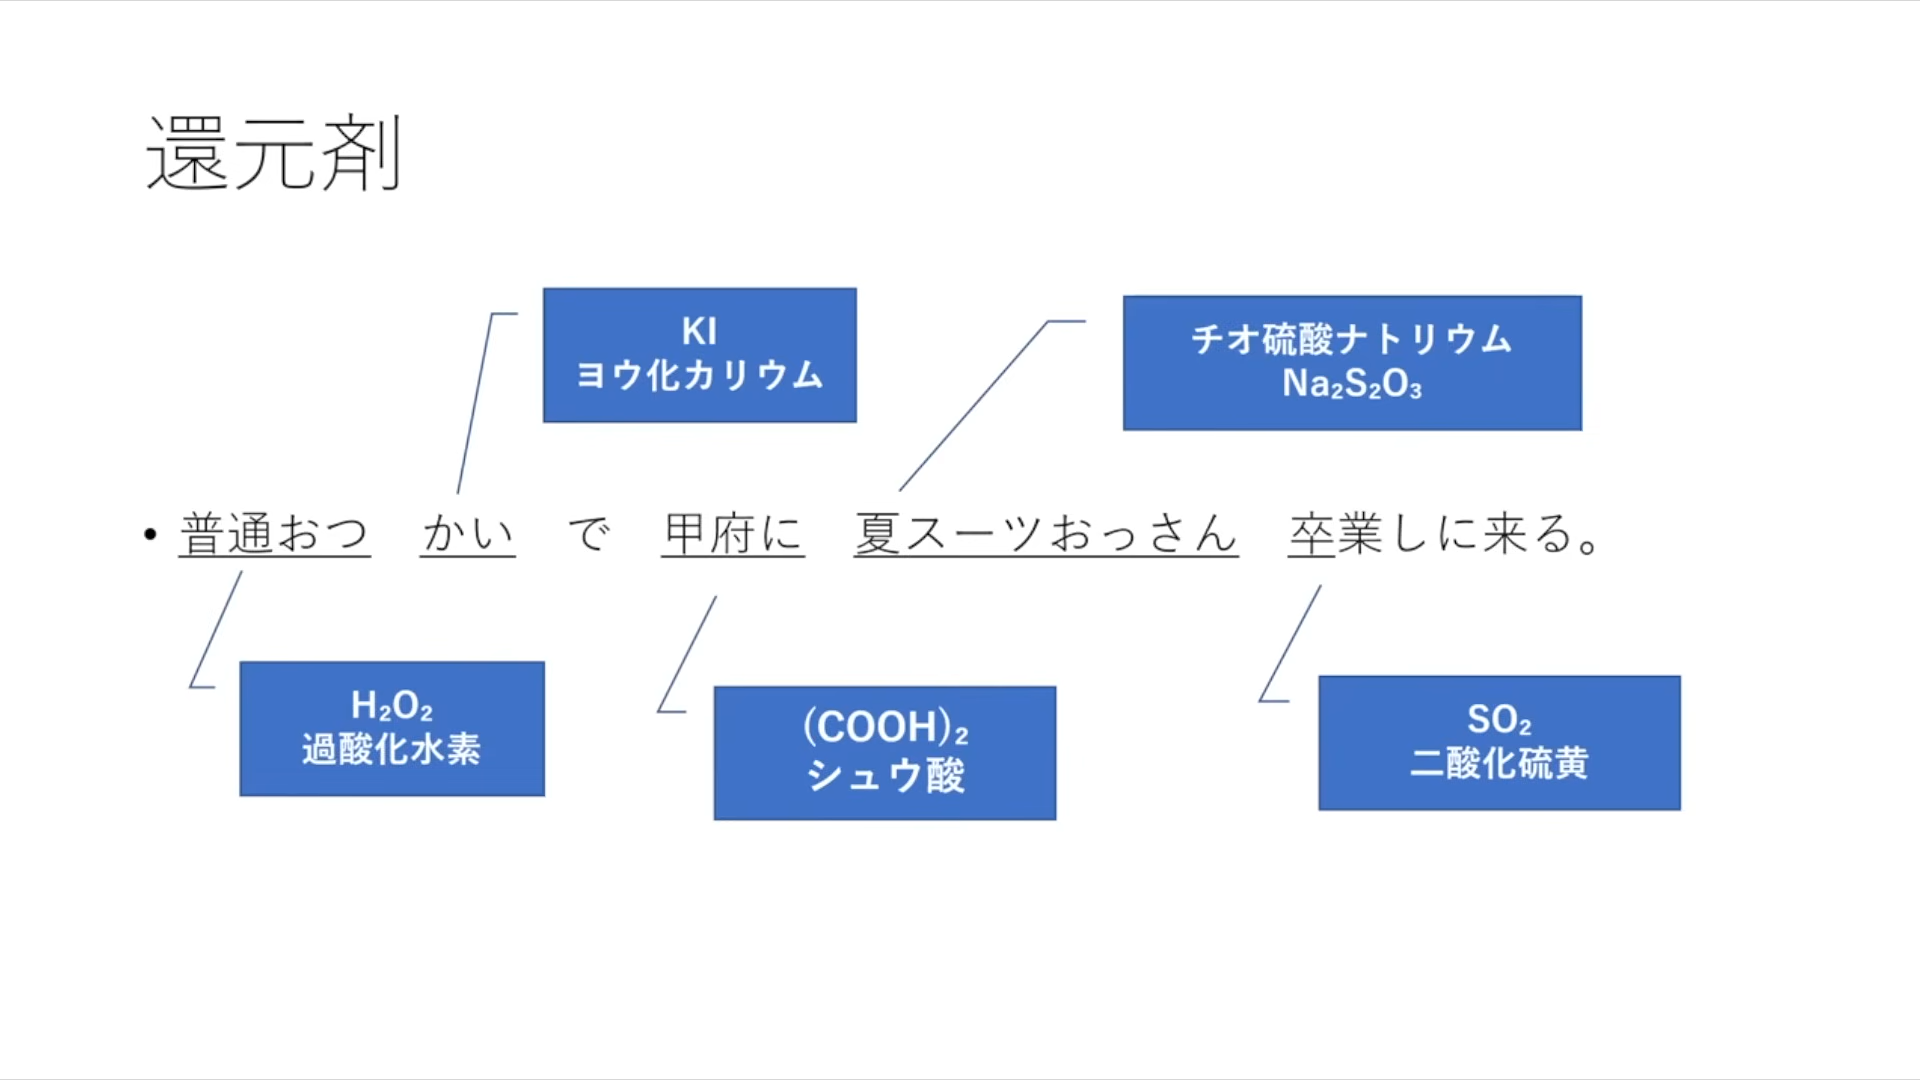 還元剤
KI
ヨウ化カリウム
チオ硫酸ナトリウム
Na₂S₂O₃
• 普通おつ　かい　で　甲府に　夏スーツおっさん　卒業しに来る。
H₂O₂
過酸化水素
(COOH)₂
シュウ酸
SO₂
二酸化硫黄